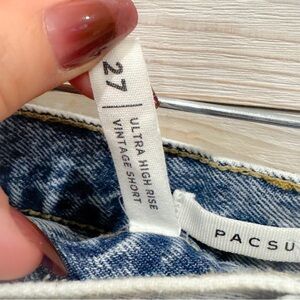 27
ULTRA HIGH RISE
VINTAGE SHORT
PACSU